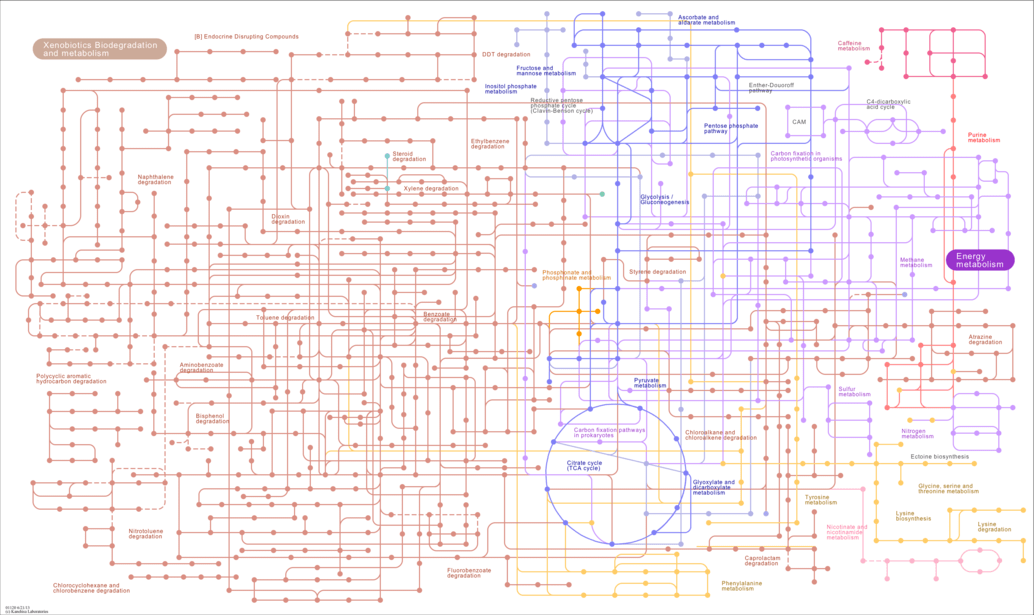 Xenobiotics Biodegradation
and metabolism
[B] Endocrine Disrupting Compounds
DDT degradation
Ascorbate and
aldarate metabolism
Caffeine
metabolism
Fructose and
mannose metabolism
Inositol phosphate
metabolism
Enther-Douoroff
pathway
Reductive pentose
phosphate cycle
(Clavin-Benson cycle)
C4-dicarboxylic
acid cycle
CAM
Pentose phosphate
pathway
Purine
metabolism
Ethylbenzene
degradation
Steroid
degradation
Carbon fixation in
photosynthetic organisms
Naphthalene
degradation
Xylene degradation
Glycolysis /
Gluconeogenesis
Dioxin
degradation
Energy
metabolism
Methane
metabolism
Phosphonate and
phosphinate metabolism
Styrene degradation
Toluene degradation
Benzoate
degradation
Atrazine
degradation
Aminobenzoate
degradation
Polycyclic aromatic
hydrocarbon degradation
Pyruvate
metabolism
Sulfur
metabolism
Bisphenol
degradation
Carbon fixation pathways
in prokaryotes
Chloroalkane and
chloroalkene degradation
Nitrogen
metabolism
Ectoine biosynthesis
Citrate cycle
(TCA cycle)
Glyoxylate and
dicarboxylate
metabolism
Glycine, serine and
threonine metabolism
Tyrosine
metabolism
Lysine
biosynthesis
Lysine
degradation
Nitrotoluene
degradation
Nicotinate and
nicotinamide
metabolism
Caprolactam
degradation
Fluorobenzoate
degradation
Chlorocyclohexane and
chlorobenzene degradation
Phenylalanine
metabolism
(c) Kanehisa Laboratories